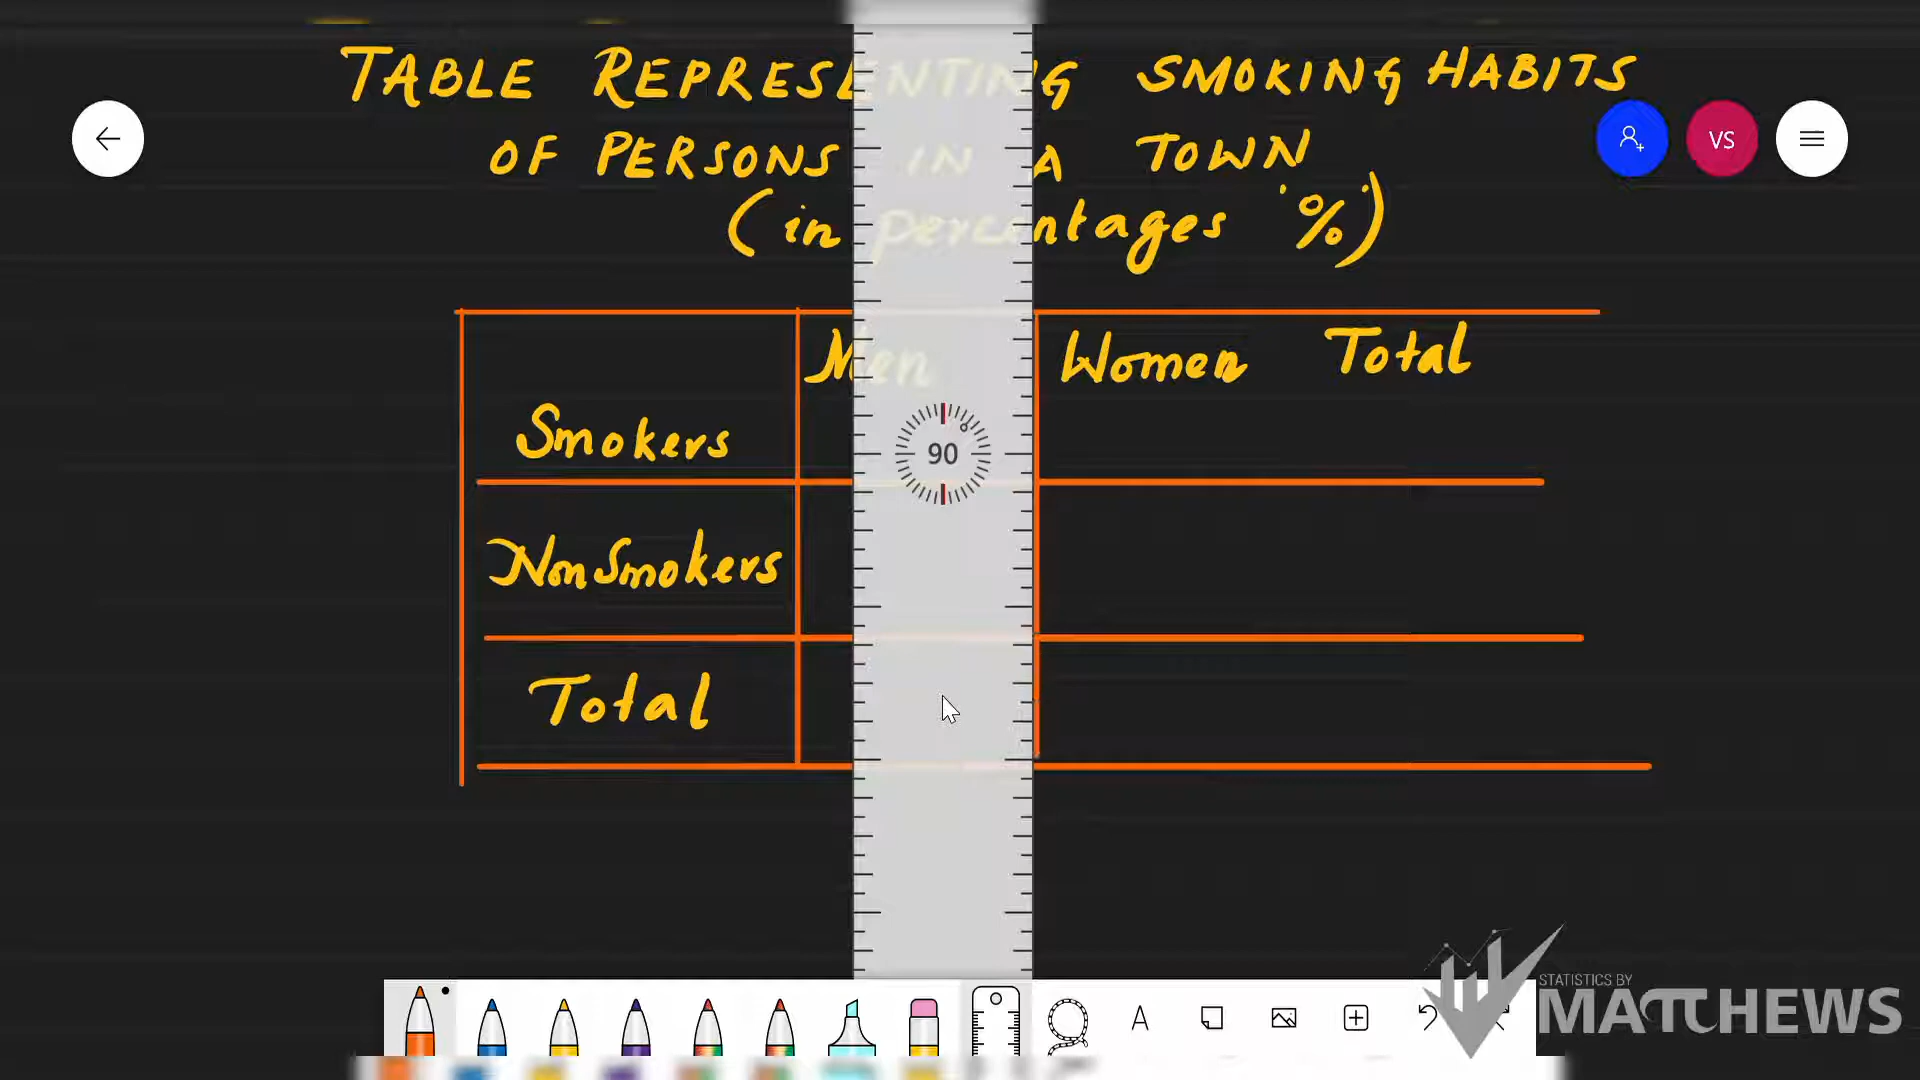 TABLE REPRESENTING SMOKING HABITS
OF PERSONS IN A TOWN
(in percentages %)
Men Women Total
Smokers
90°
Non Smokers
Total
VS
A
STATISTICS BY
MATTHEWS